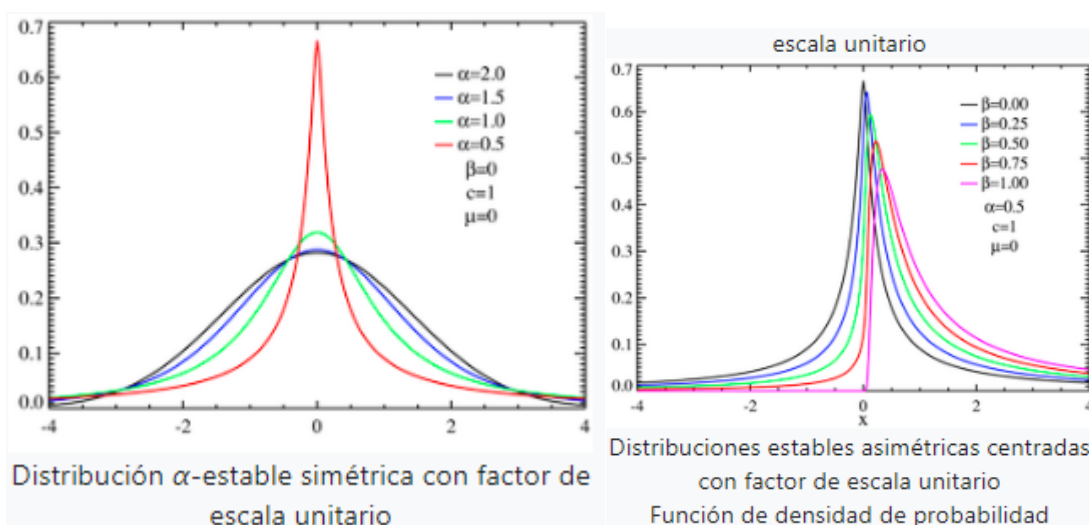 0.7
0.6
0.5
0.4
0.3
0.2
0.1
0.0
-4
-2
0
2
4
α=2.0
α=1.5
α=1.0
α=0.5
β=0
c=1
μ=0
Distribución α-estable simétrica con factor de
escala unitario
escala unitario
0.7
0.6
0.5
0.4
0.3
0.2
0.1
0.0
-4
-2
0
2
4
x
β=0.00
β=0.25
β=0.50
β=0.75
β=1.00
α=0.5
c=1
μ=0
Distribuciones estables asimétricas centradas
con factor de escala unitario
Función de densidad de probabilidad